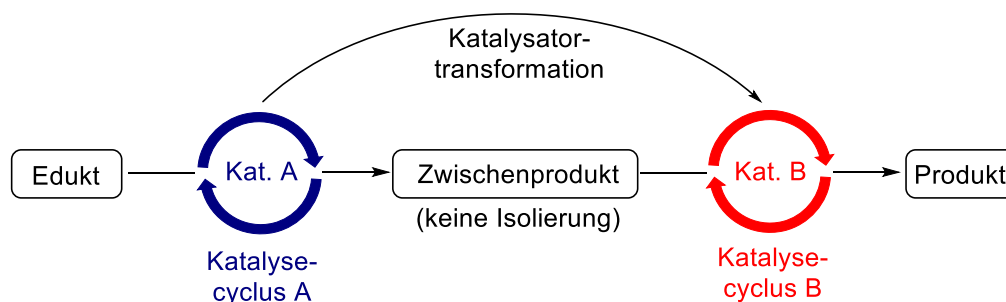 Katalysator-
transformation
Edukt
Kat. A
Zwischenprodukt
(keine Isolierung)
Kat. B
Produkt
Katalyse-
cyclus A
Katalyse-
cyclus B